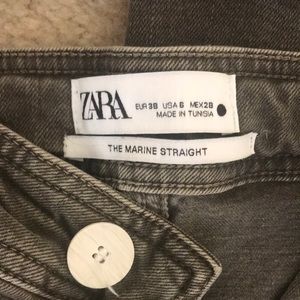 ZARA
EUR 38 USA 6 MEX 28
MADE IN TUNISIA
THE MARINE STRAIGHT